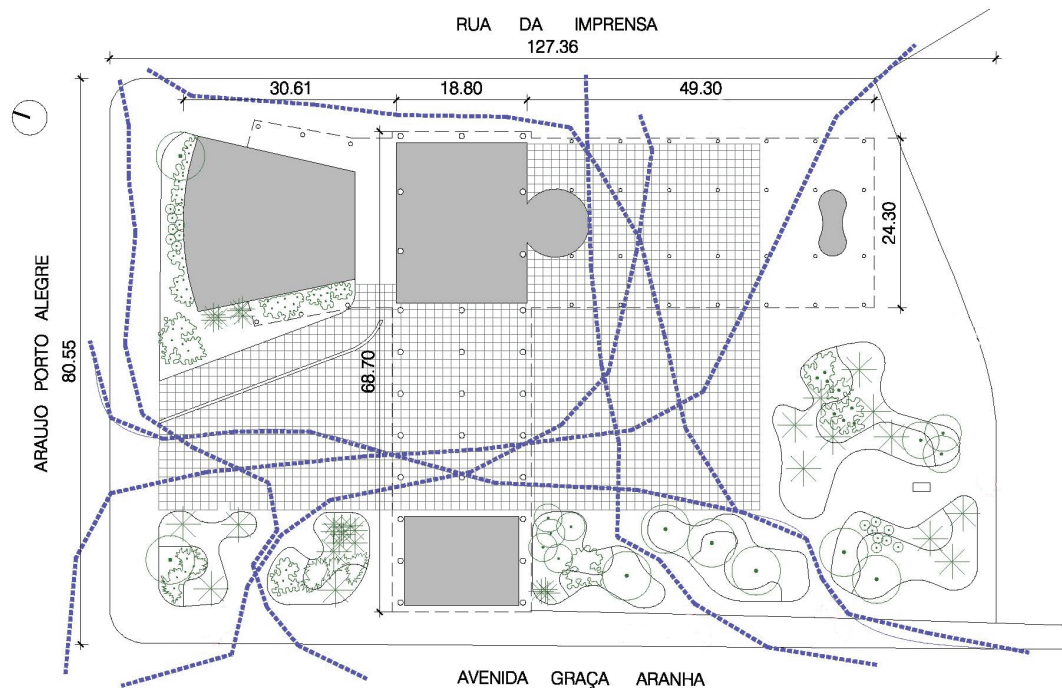 RUA DA IMPRENSA
127.36
30.61 18.80 49.30
24.30
ARAUJO PORTO ALEGRE
80.55
68.70
AVENIDA GRAÇA ARANHA